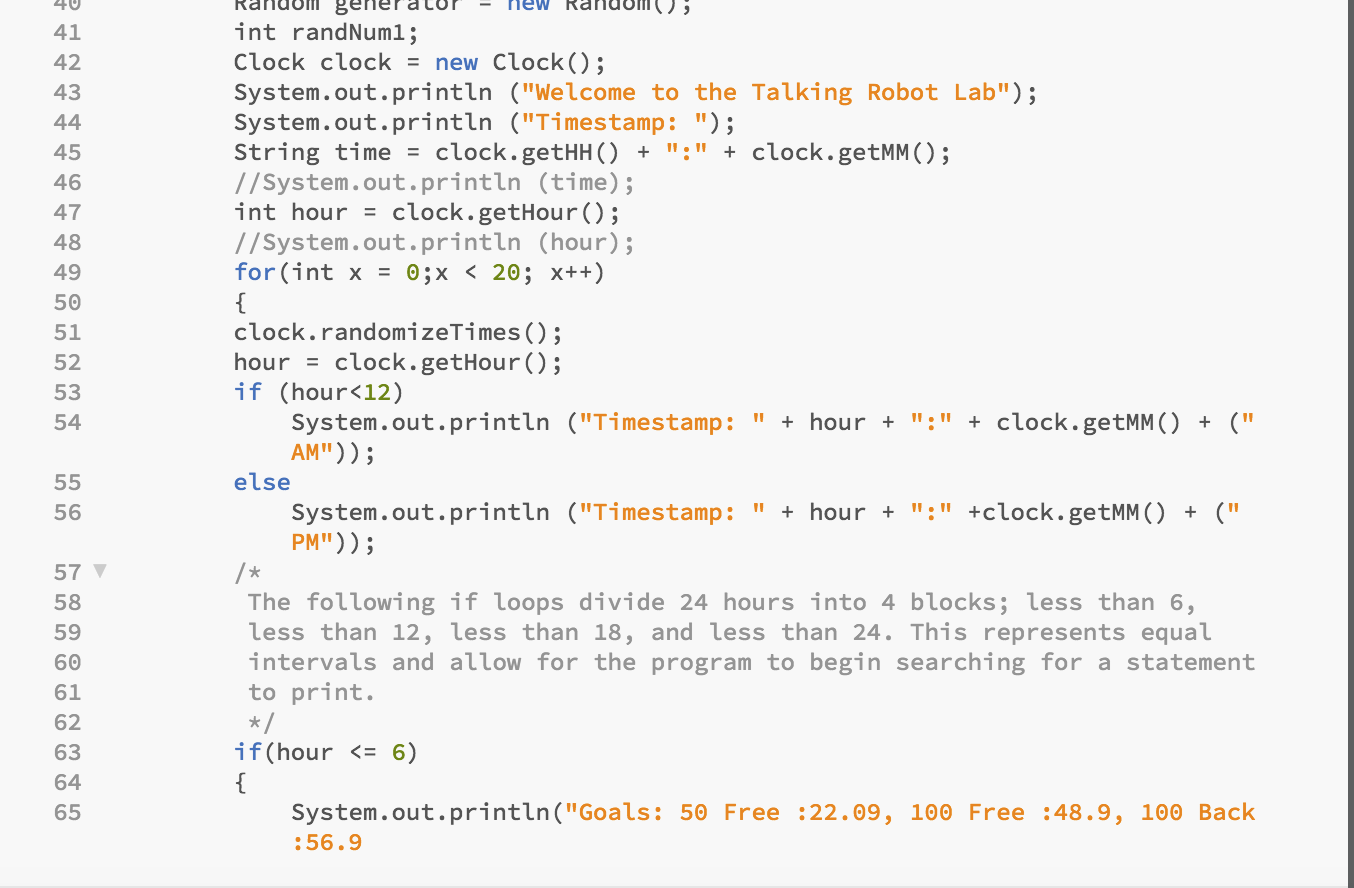 40 Random generator = new Random();
41 int randNum1;
42 Clock clock = new Clock();
43 System.out.println ("Welcome to the Talking Robot Lab");
44 System.out.println ("Timestamp: ");
45 String time = clock.getHH() + ":" + clock.getMM();
46 //System.out.println (time);
47 int hour = clock.getHour();
48 //System.out.println (hour);
49 for(int x = 0;x < 20; x++)
50 {
51 clock.randomizeTimes();
52 hour = clock.getHour();
53 if (hour<12)
54 System.out.println ("Timestamp: " + hour + ":" + clock.getMM() + ("
AM"));
55 else
56 System.out.println ("Timestamp: " + hour + ":" +clock.getMM() + ("
PM"));
57 /*
58 The following if loops divide 24 hours into 4 blocks; less than 6,
59 less than 12, less than 18, and less than 24. This represents equal
60 intervals and allow for the program to begin searching for a statement
61 to print.
62 */
63 if(hour <= 6)
64 {
65 System.out.println("Goals: 50 Free :22.09, 100 Free :48.9, 100 Back
:56.9